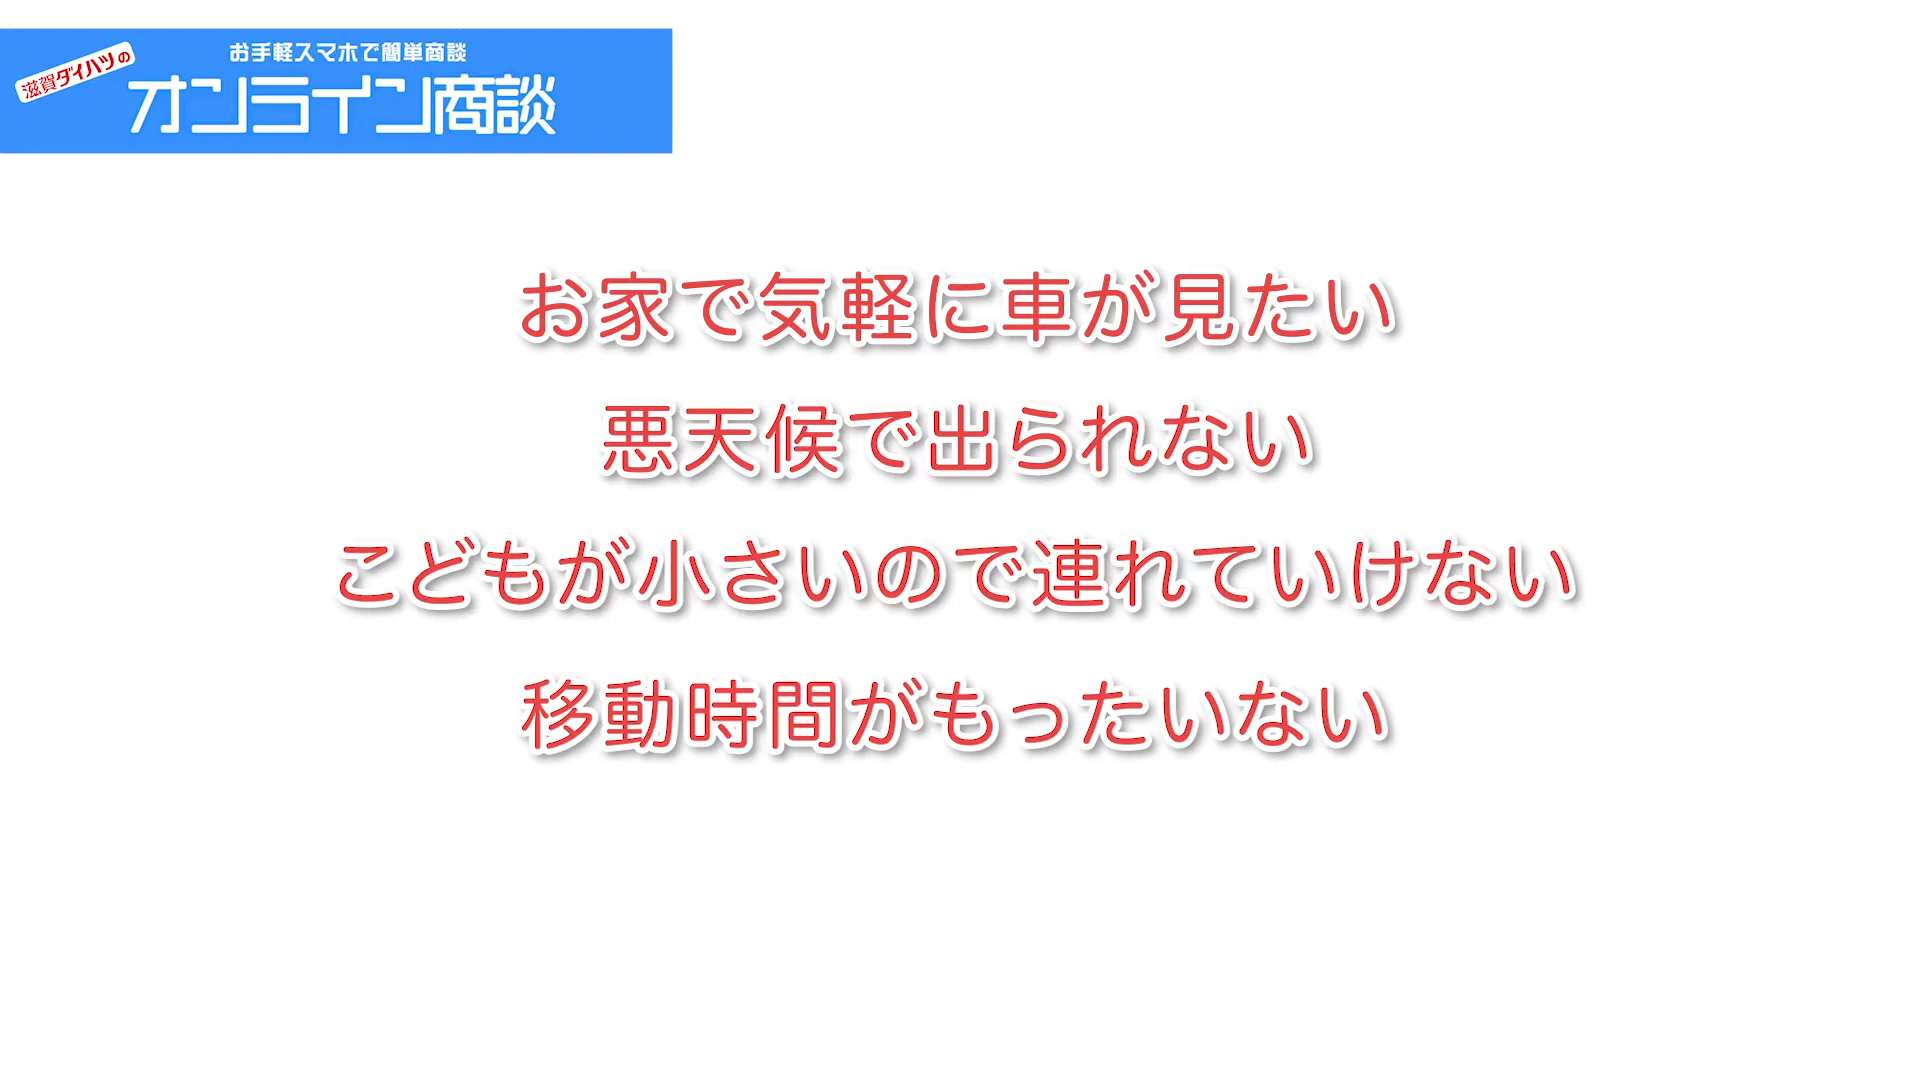 滋賀ダイハツの
お手軽スマホで簡単商談
オンライン商談
お家で気軽に車が見たい
悪天候で出られない
こどもが小さいので連れていけない
移動時間がもったいない